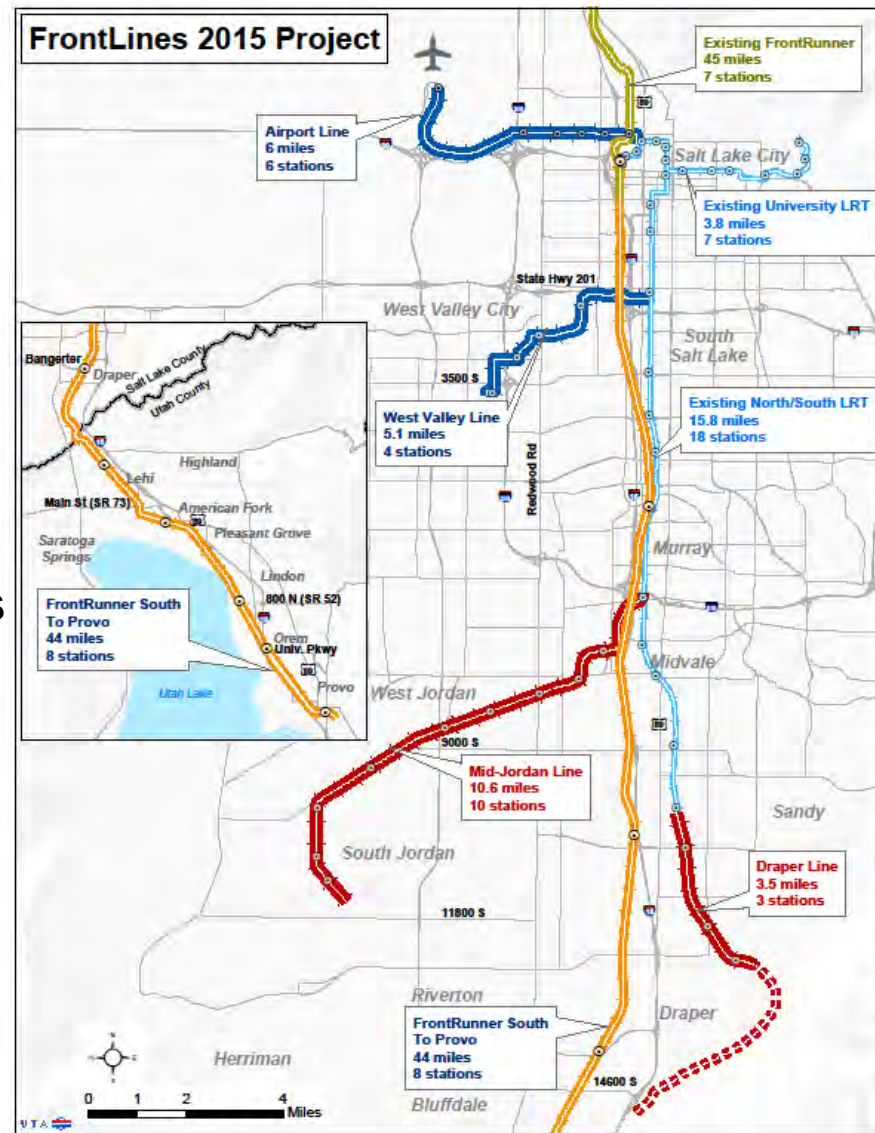 FrontLines 2015 Project
Existing FrontRunner
45 miles
7 stations
Airport Line
6 miles
6 stations
Salt Lake City
Existing University LRT
3.8 miles
7 stations
State Hwy 201
West Valley City
South
Salt Lake
3500 S
West Valley Line
5.1 miles
4 stations
Existing North/South LRT
15.8 miles
18 stations
Redwood Rd
Bangerter
Draper
Salt Lake County
Utah County
Highland
Lehi
Main St (SR 73)
American Fork
Pleasant Grove
Saratoga
Springs
Lindon
800 N (SR 52)
FrontRunner South
To Provo
44 miles
8 stations
Orem
Univ. Pkwy
Provo
Utah Lake
S
Murray
Midvale
West Jordan
9000 S
Mid-Jordan Line
10.6 miles
10 stations
Sandy
South Jordan
Draper Line
3.5 miles
3 stations
11800 S
Riverton
Draper
FrontRunner South
To Provo
44 miles
8 stations
Herriman
14600 S
Bluffdale
0 1 2 4
Miles
UTA